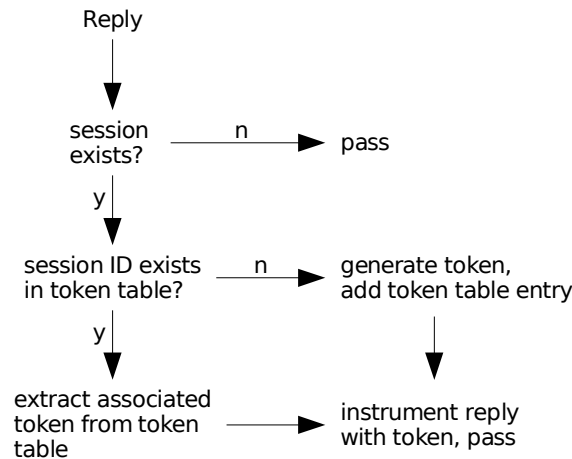 Reply
session
exists?
n
pass
y
session ID exists
in token table?
n
generate token,
add token table entry
y
extract associated
token from token
table
instrument reply
with token, pass